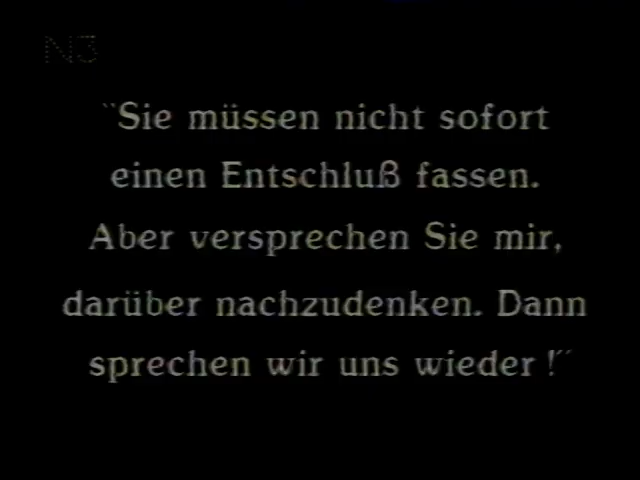 N3
"Sie müssen nicht sofort
einen Entschluß fassen.
Aber versprechen Sie mir,
darüber nachzudenken. Dann
sprechen wir uns wieder!"